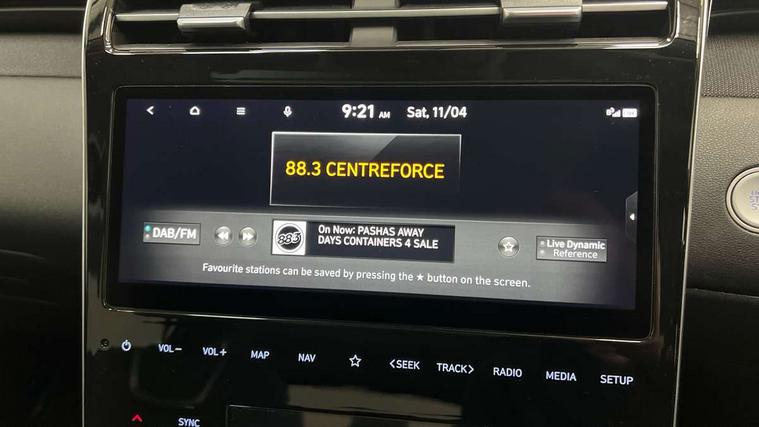 9:21 AM Sat, 11/04
88.3 CENTREFORCE
DAB/FM
883
On Now: PASHAS AWAY
DAYS CONTAINERS 4 SALE
Live Dynamic
Reference
Favourite stations can be saved by pressing the ★ button on the screen.
VOL− VOL+ MAP NAV <SEEK TRACK> RADIO MEDIA SETUP
SYNC